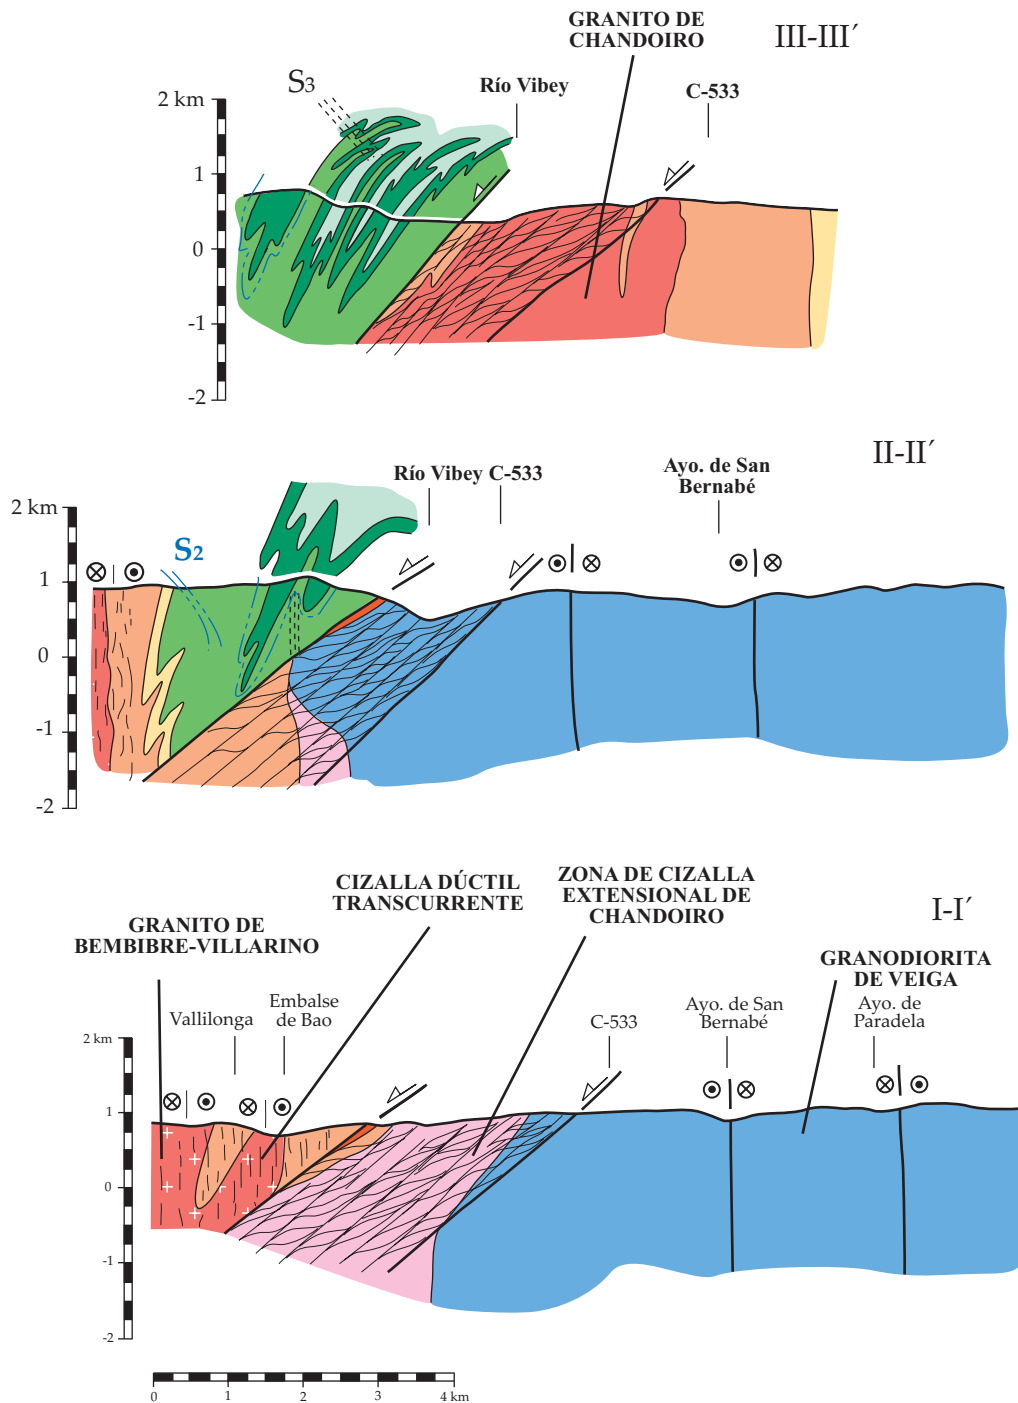 GRANITO DE
CHANDOIRO
III-III´
S3
Río Vibey
C-533
2 km
1
0
-1
-2
II-II´
Río Vibey C-533
Ayo. de San
Bernabé
2 km
S2
1
0
-1
-2
CIZALLA DÚCTIL
TRANSCURRENTE
ZONA DE CIZALLA
EXTENSIONAL DE
CHANDOIRO
I-I´
GRANITO DE
BEMBIBRE-VILLARINO
GRANODIORITA
DE VEIGA
Vallilonga
Embalse
de Bao
C-533
Ayo. de San
Bernabé
Ayo. de
Paradela
2 km
1
0
-1
-2
0 1 2 3 4 km